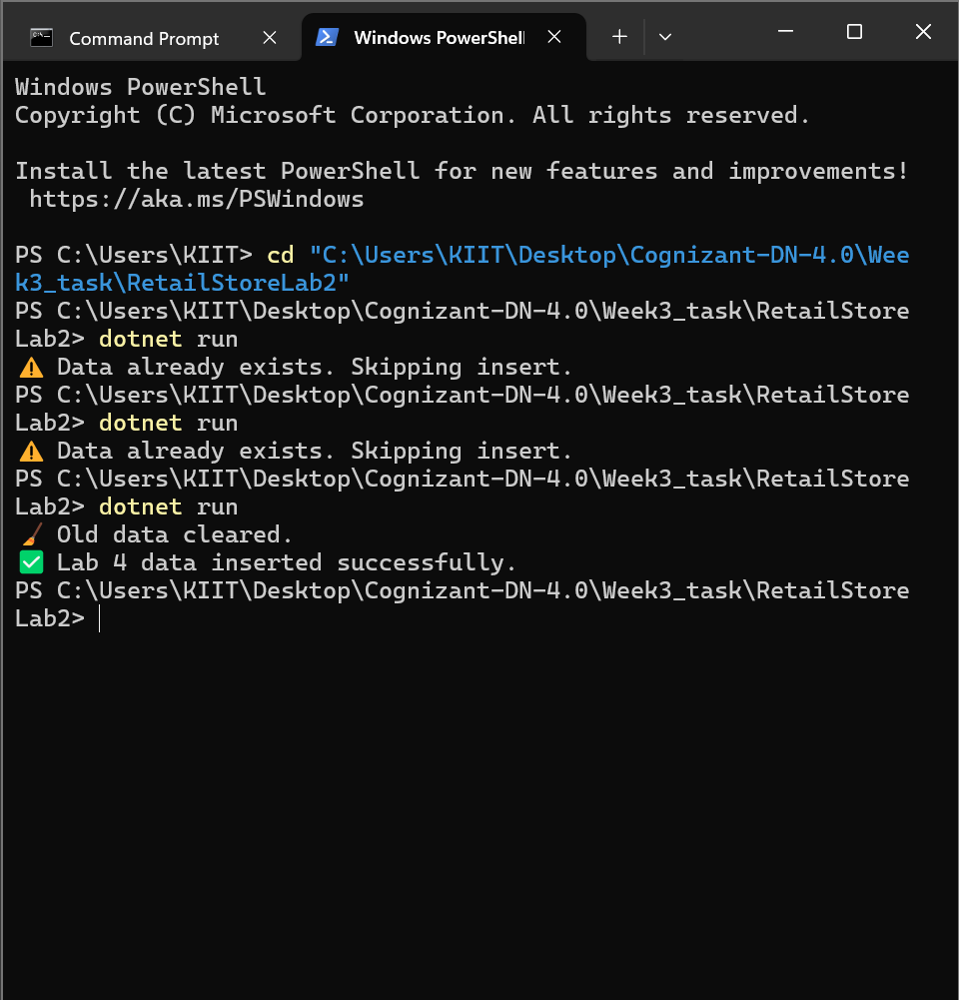 Command Prompt
Windows PowerShell
Windows PowerShell
Copyright (C) Microsoft Corporation. All rights reserved.
Install the latest PowerShell for new features and improvements!
https://aka.ms/PSWindows
PS C:\Users\KIIT> cd "C:\Users\KIIT\Desktop\Cognizant-DN-4.0\Wee
k3_task\RetailStoreLab2"
PS C:\Users\KIIT\Desktop\Cognizant-DN-4.0\Week3_task\RetailStore
Lab2> dotnet run
⚠️ Data already exists. Skipping insert.
PS C:\Users\KIIT\Desktop\Cognizant-DN-4.0\Week3_task\RetailStore
Lab2> dotnet run
⚠️ Data already exists. Skipping insert.
PS C:\Users\KIIT\Desktop\Cognizant-DN-4.0\Week3_task\RetailStore
Lab2> dotnet run
🧹 Old data cleared.
✅ Lab 4 data inserted successfully.
PS C:\Users\KIIT\Desktop\Cognizant-DN-4.0\Week3_task\RetailStore
Lab2>